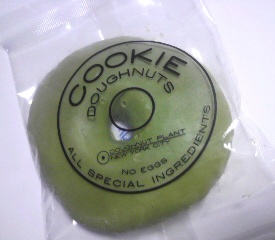 COOKIE
DOUGHNUTS
DOUGHNUT PLANT
NEW YORK CITY
NO EGGS
ALL SPECIAL INGREDIENTS